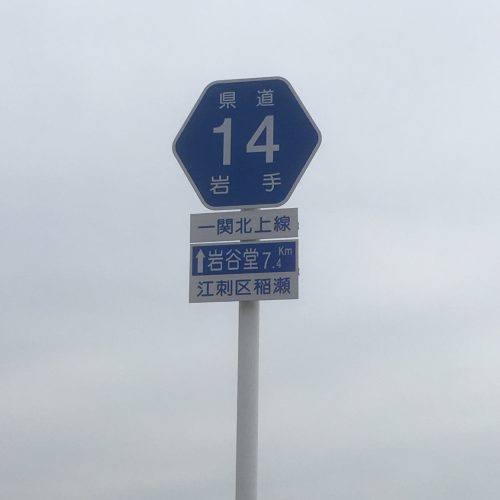 県道
14
岩手
一関北上線
↑岩谷堂7.4Km
江刺区稲瀬